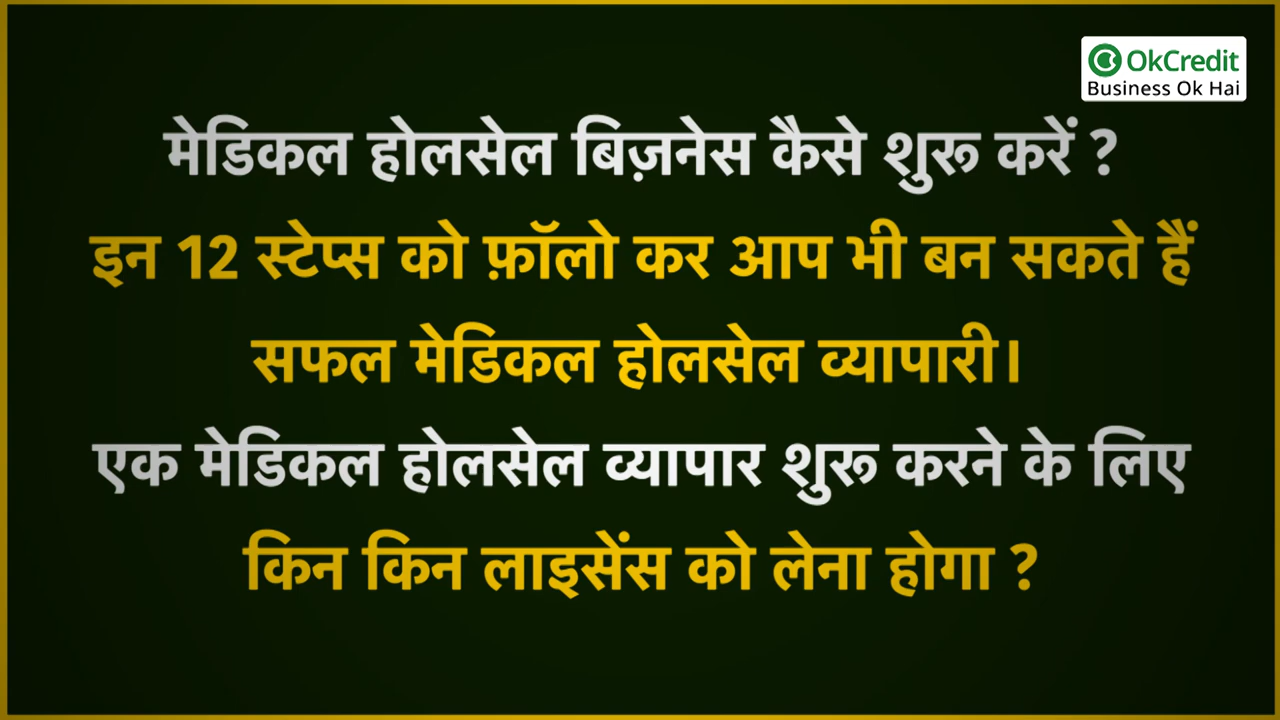 OkCredit
Business Ok Hai
मेडिकल होलसेल बिज़नेस कैसे शुरू करें ?
इन 12 स्टेप्स को फ़ॉलो कर आप भी बन सकते हैं
सफल मेडिकल होलसेल व्यापारी।
एक मेडिकल होलसेल व्यापार शुरू करने के लिए
किन किन लाइसेंस को लेना होगा ?